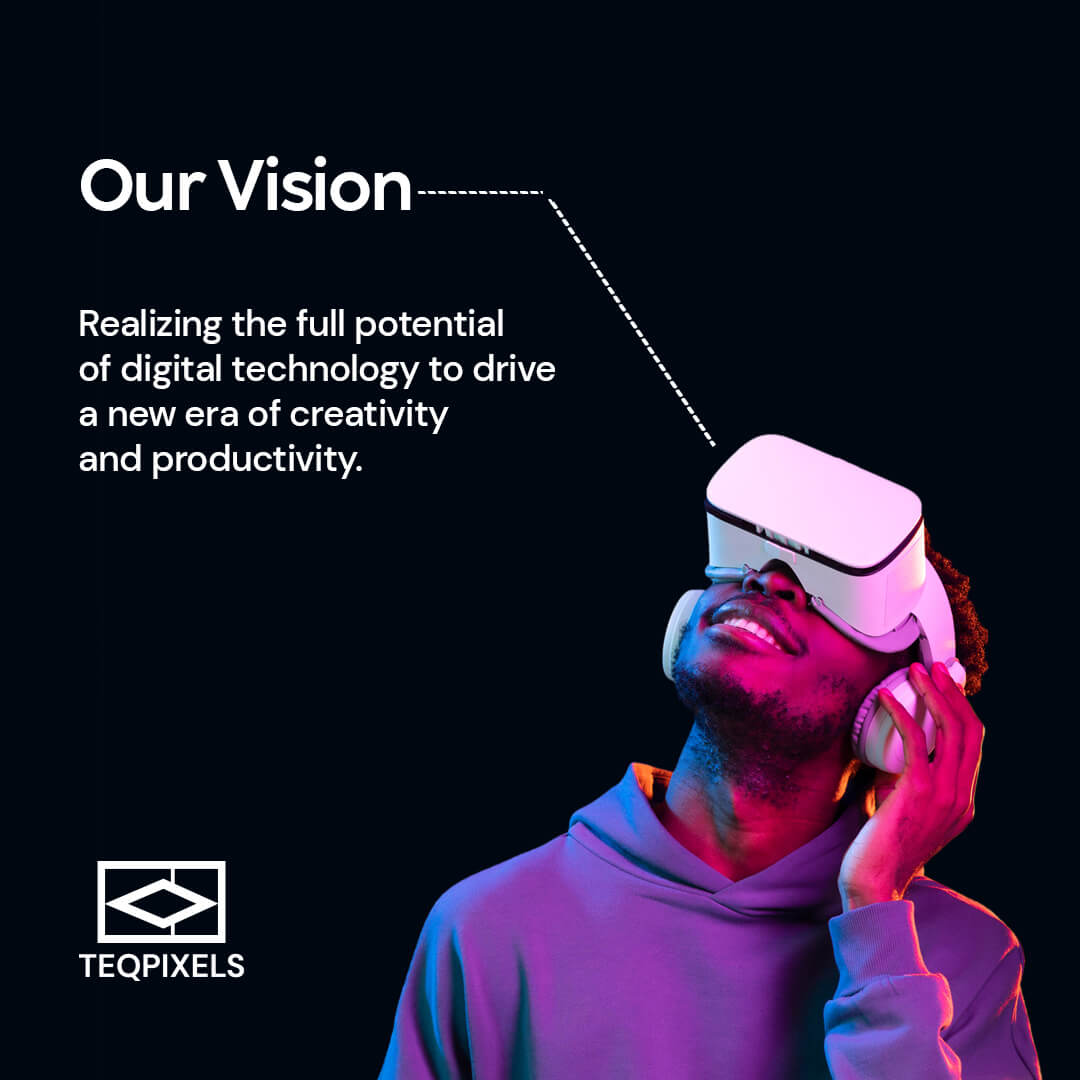 Our Vision
Realizing the full potential
of digital technology to drive
a new era of creativity
and productivity.
TEQPIXELS